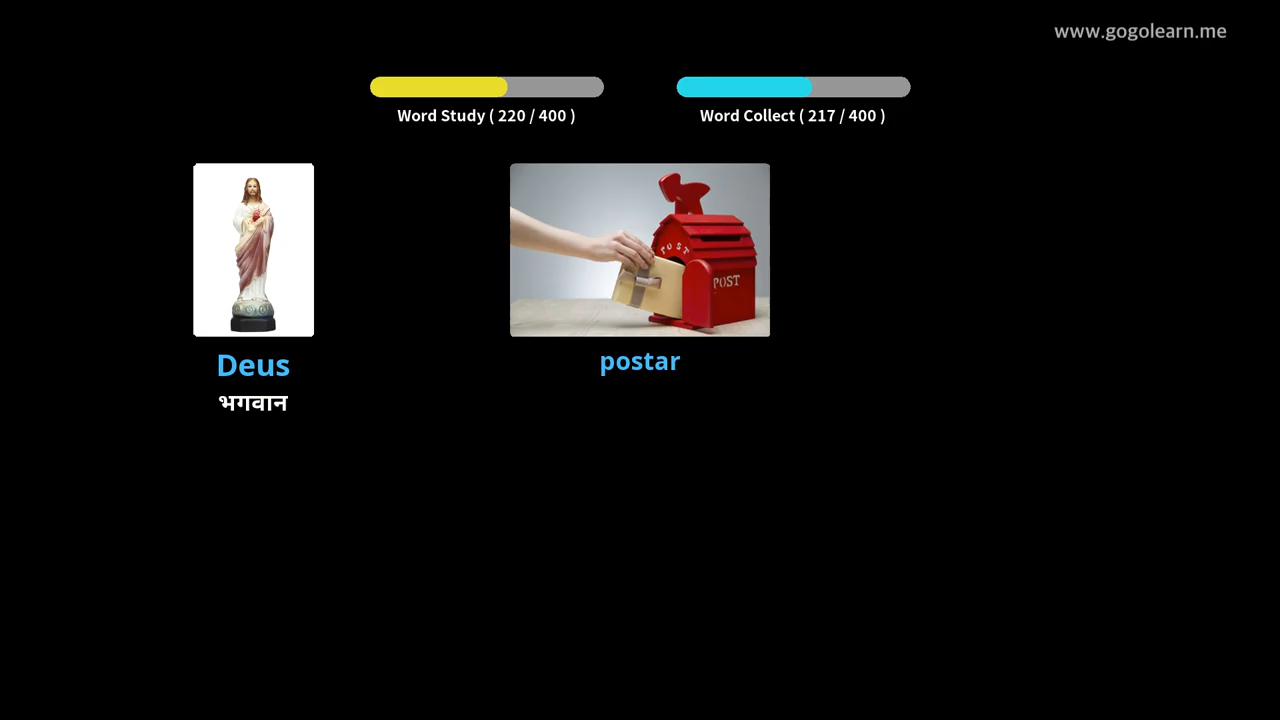 www.gogolearn.me
Word Study ( 220 / 400 )
Word Collect ( 217 / 400 )
POST
POST
Deus
भगवान
postar